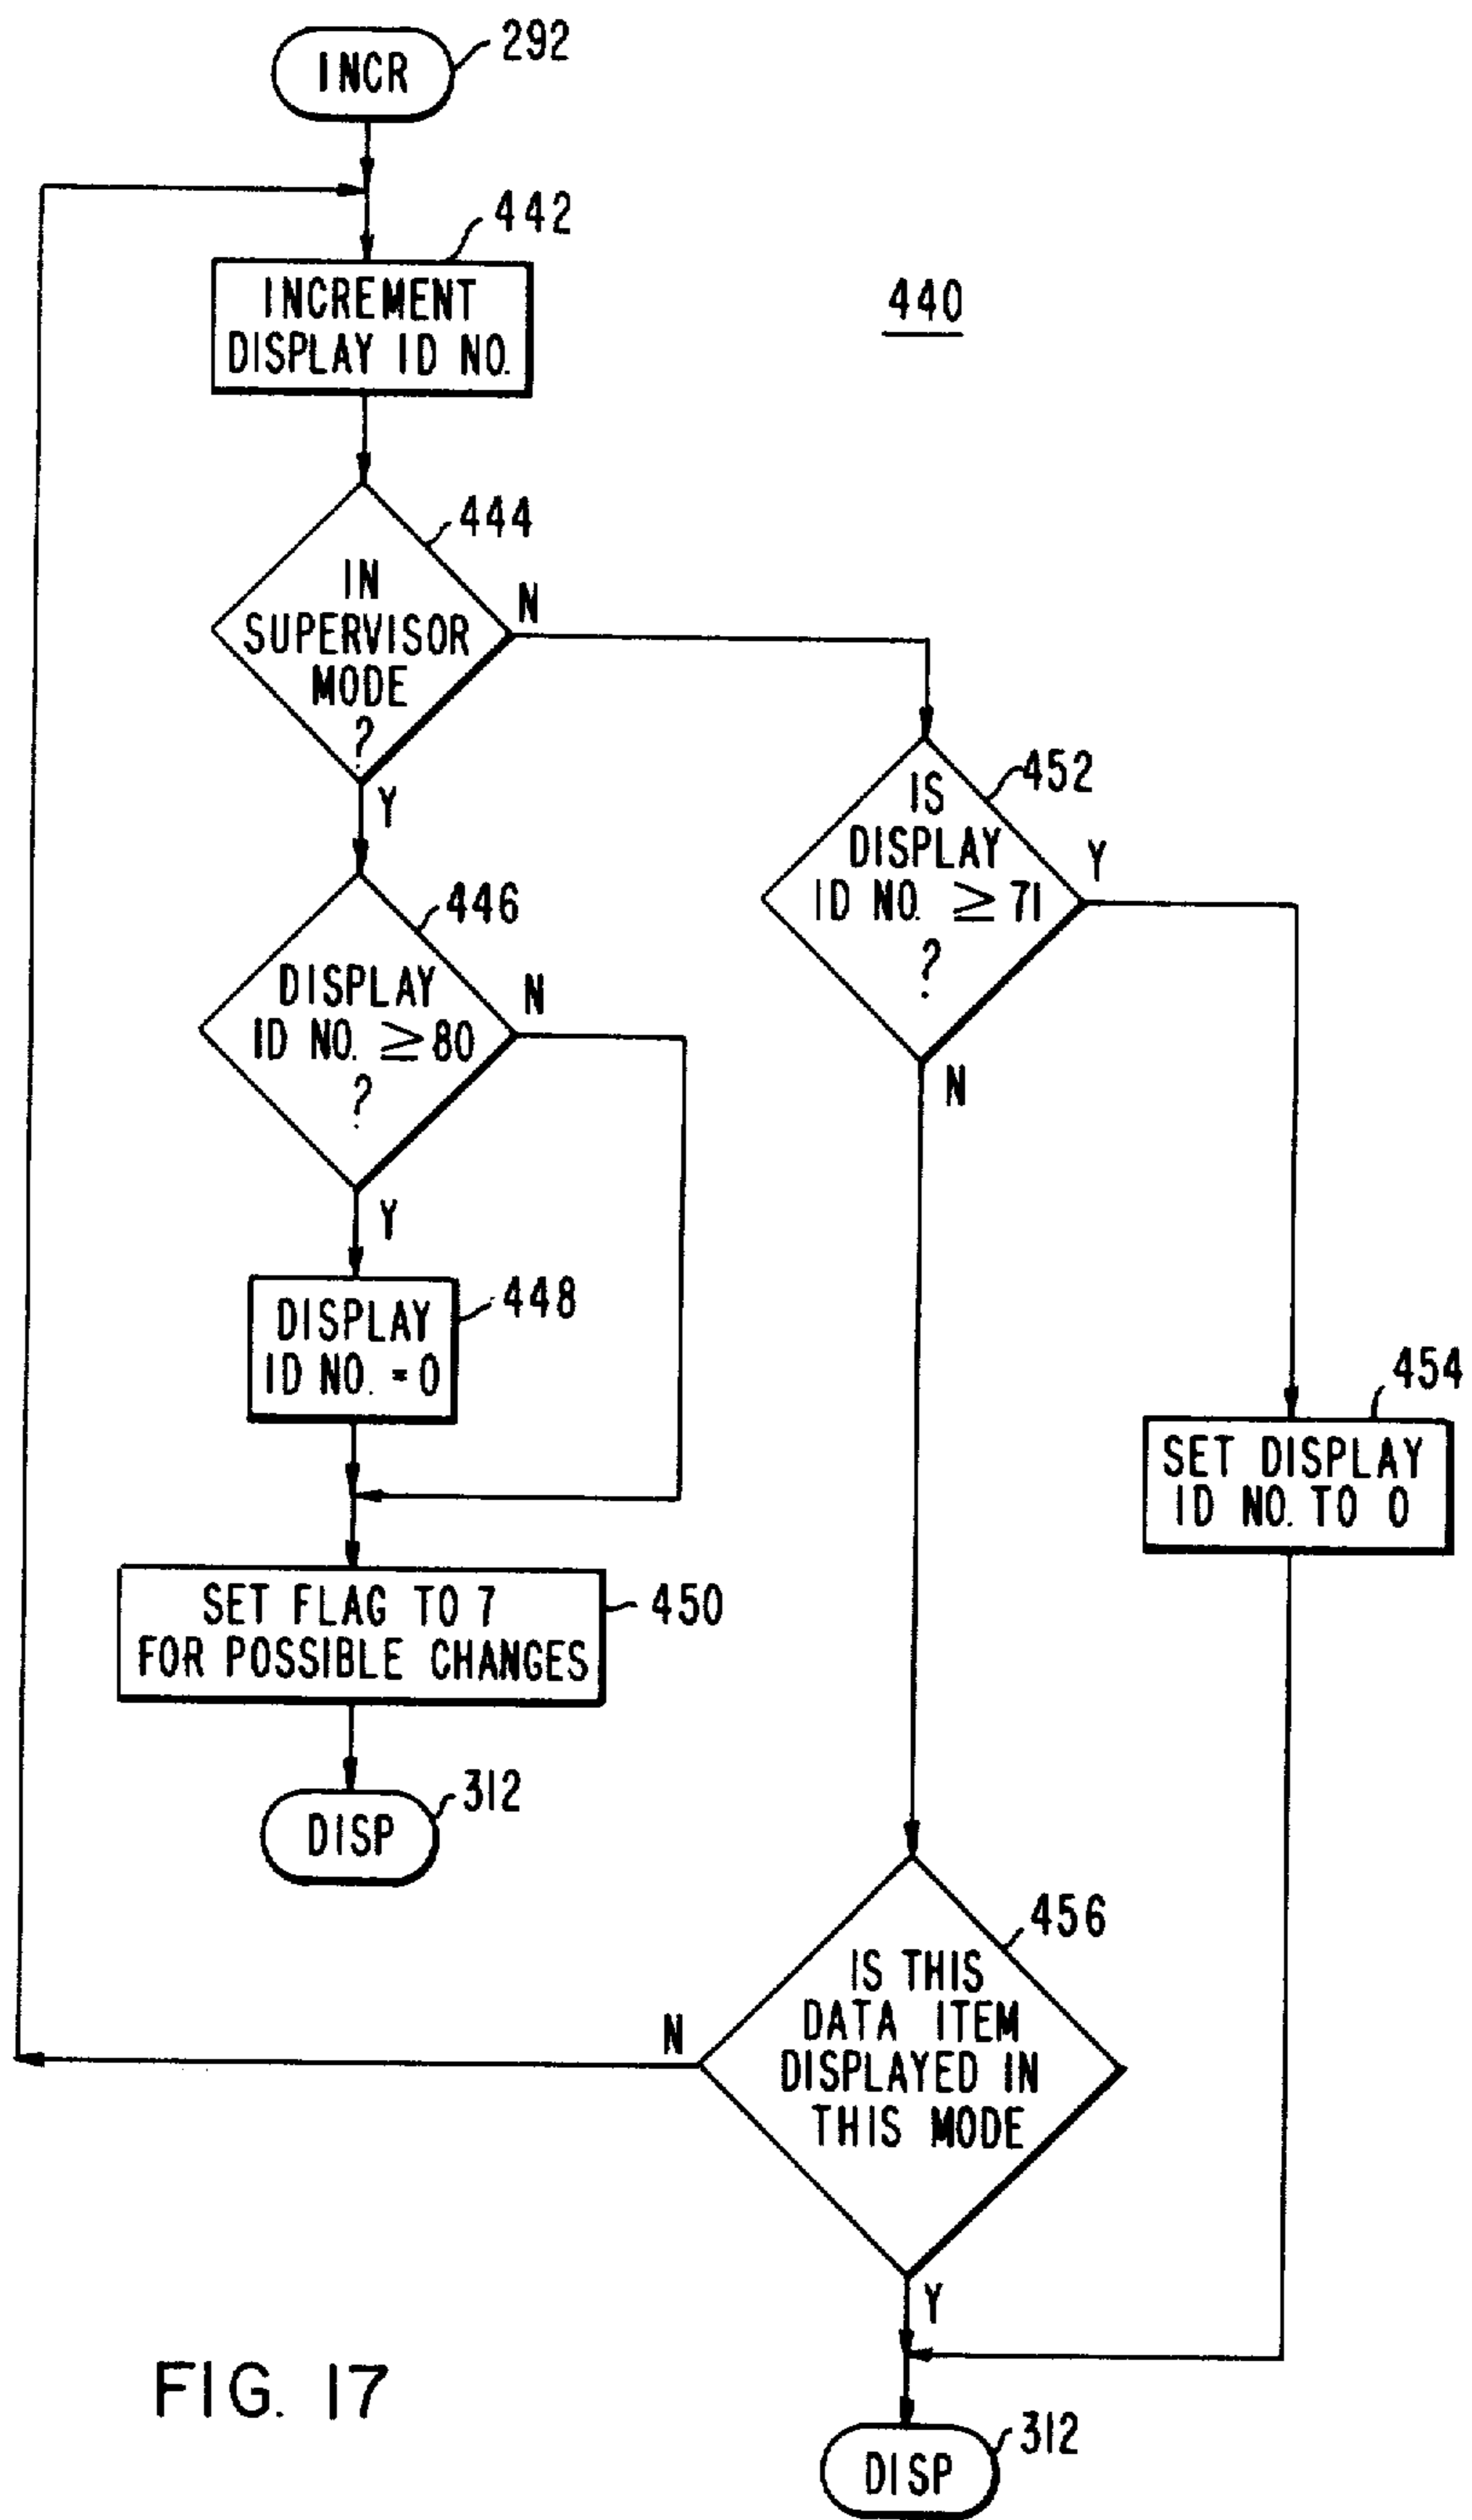 INCR
292
442
INCREMENT
DISPLAY ID NO.
440
444
IN
SUPERVISOR
MODE
?
N
Y
452
IS
DISPLAY
ID NO. ≥ 71
?
Y
N
446
DISPLAY
ID NO. ≥ 80
?
N
Y
448
DISPLAY
ID NO. = 0
454
SET DISPLAY
ID NO. TO 0
450
SET FLAG TO 7
FOR POSSIBLE CHANGES
312
DISP
456
IS THIS
DATA ITEM
DISPLAYED IN
THIS MODE
N
Y
312
DISP
FIG. 17